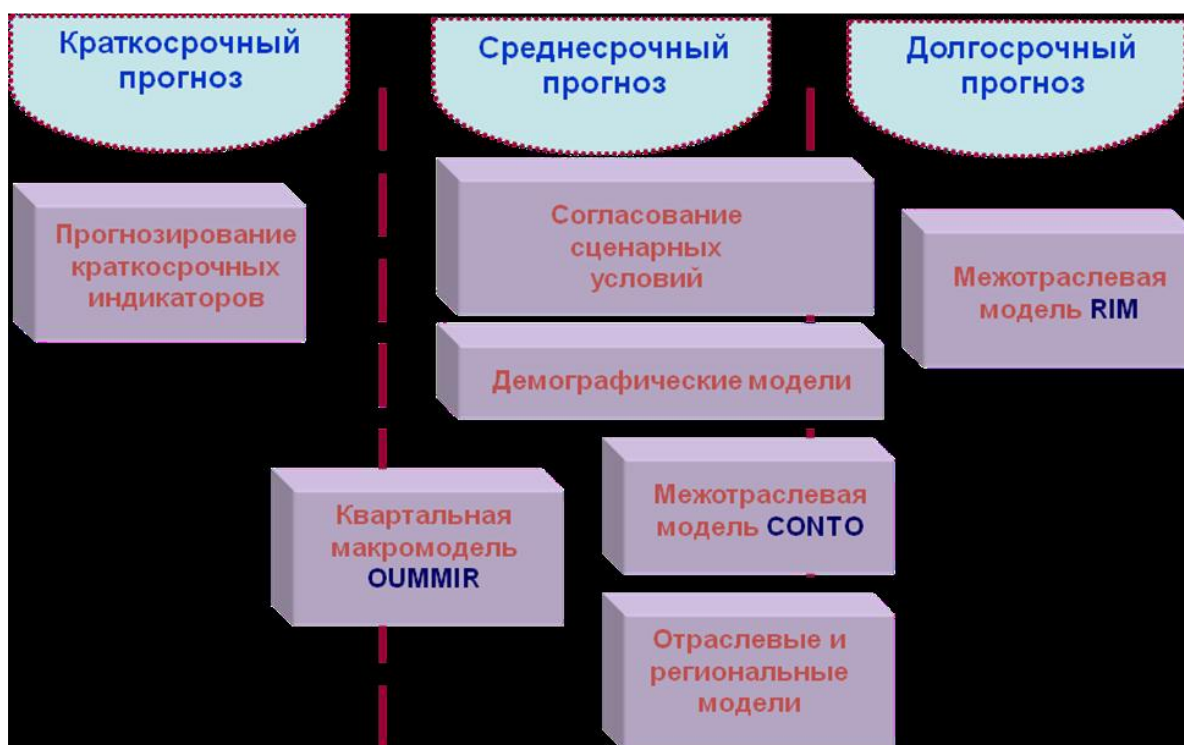 Краткосрочный
прогноз
Среднесрочный
прогноз
Долгосрочный
прогноз
Прогнозирование
краткосрочных
индикаторов
Согласование
сценарных
условий
Межотраслевая
модель RIM
Демографические модели
Квартальная
макромодель
OUMMIR
Межотраслевая
модель CONTO
Отраслевые и
региональные
модели